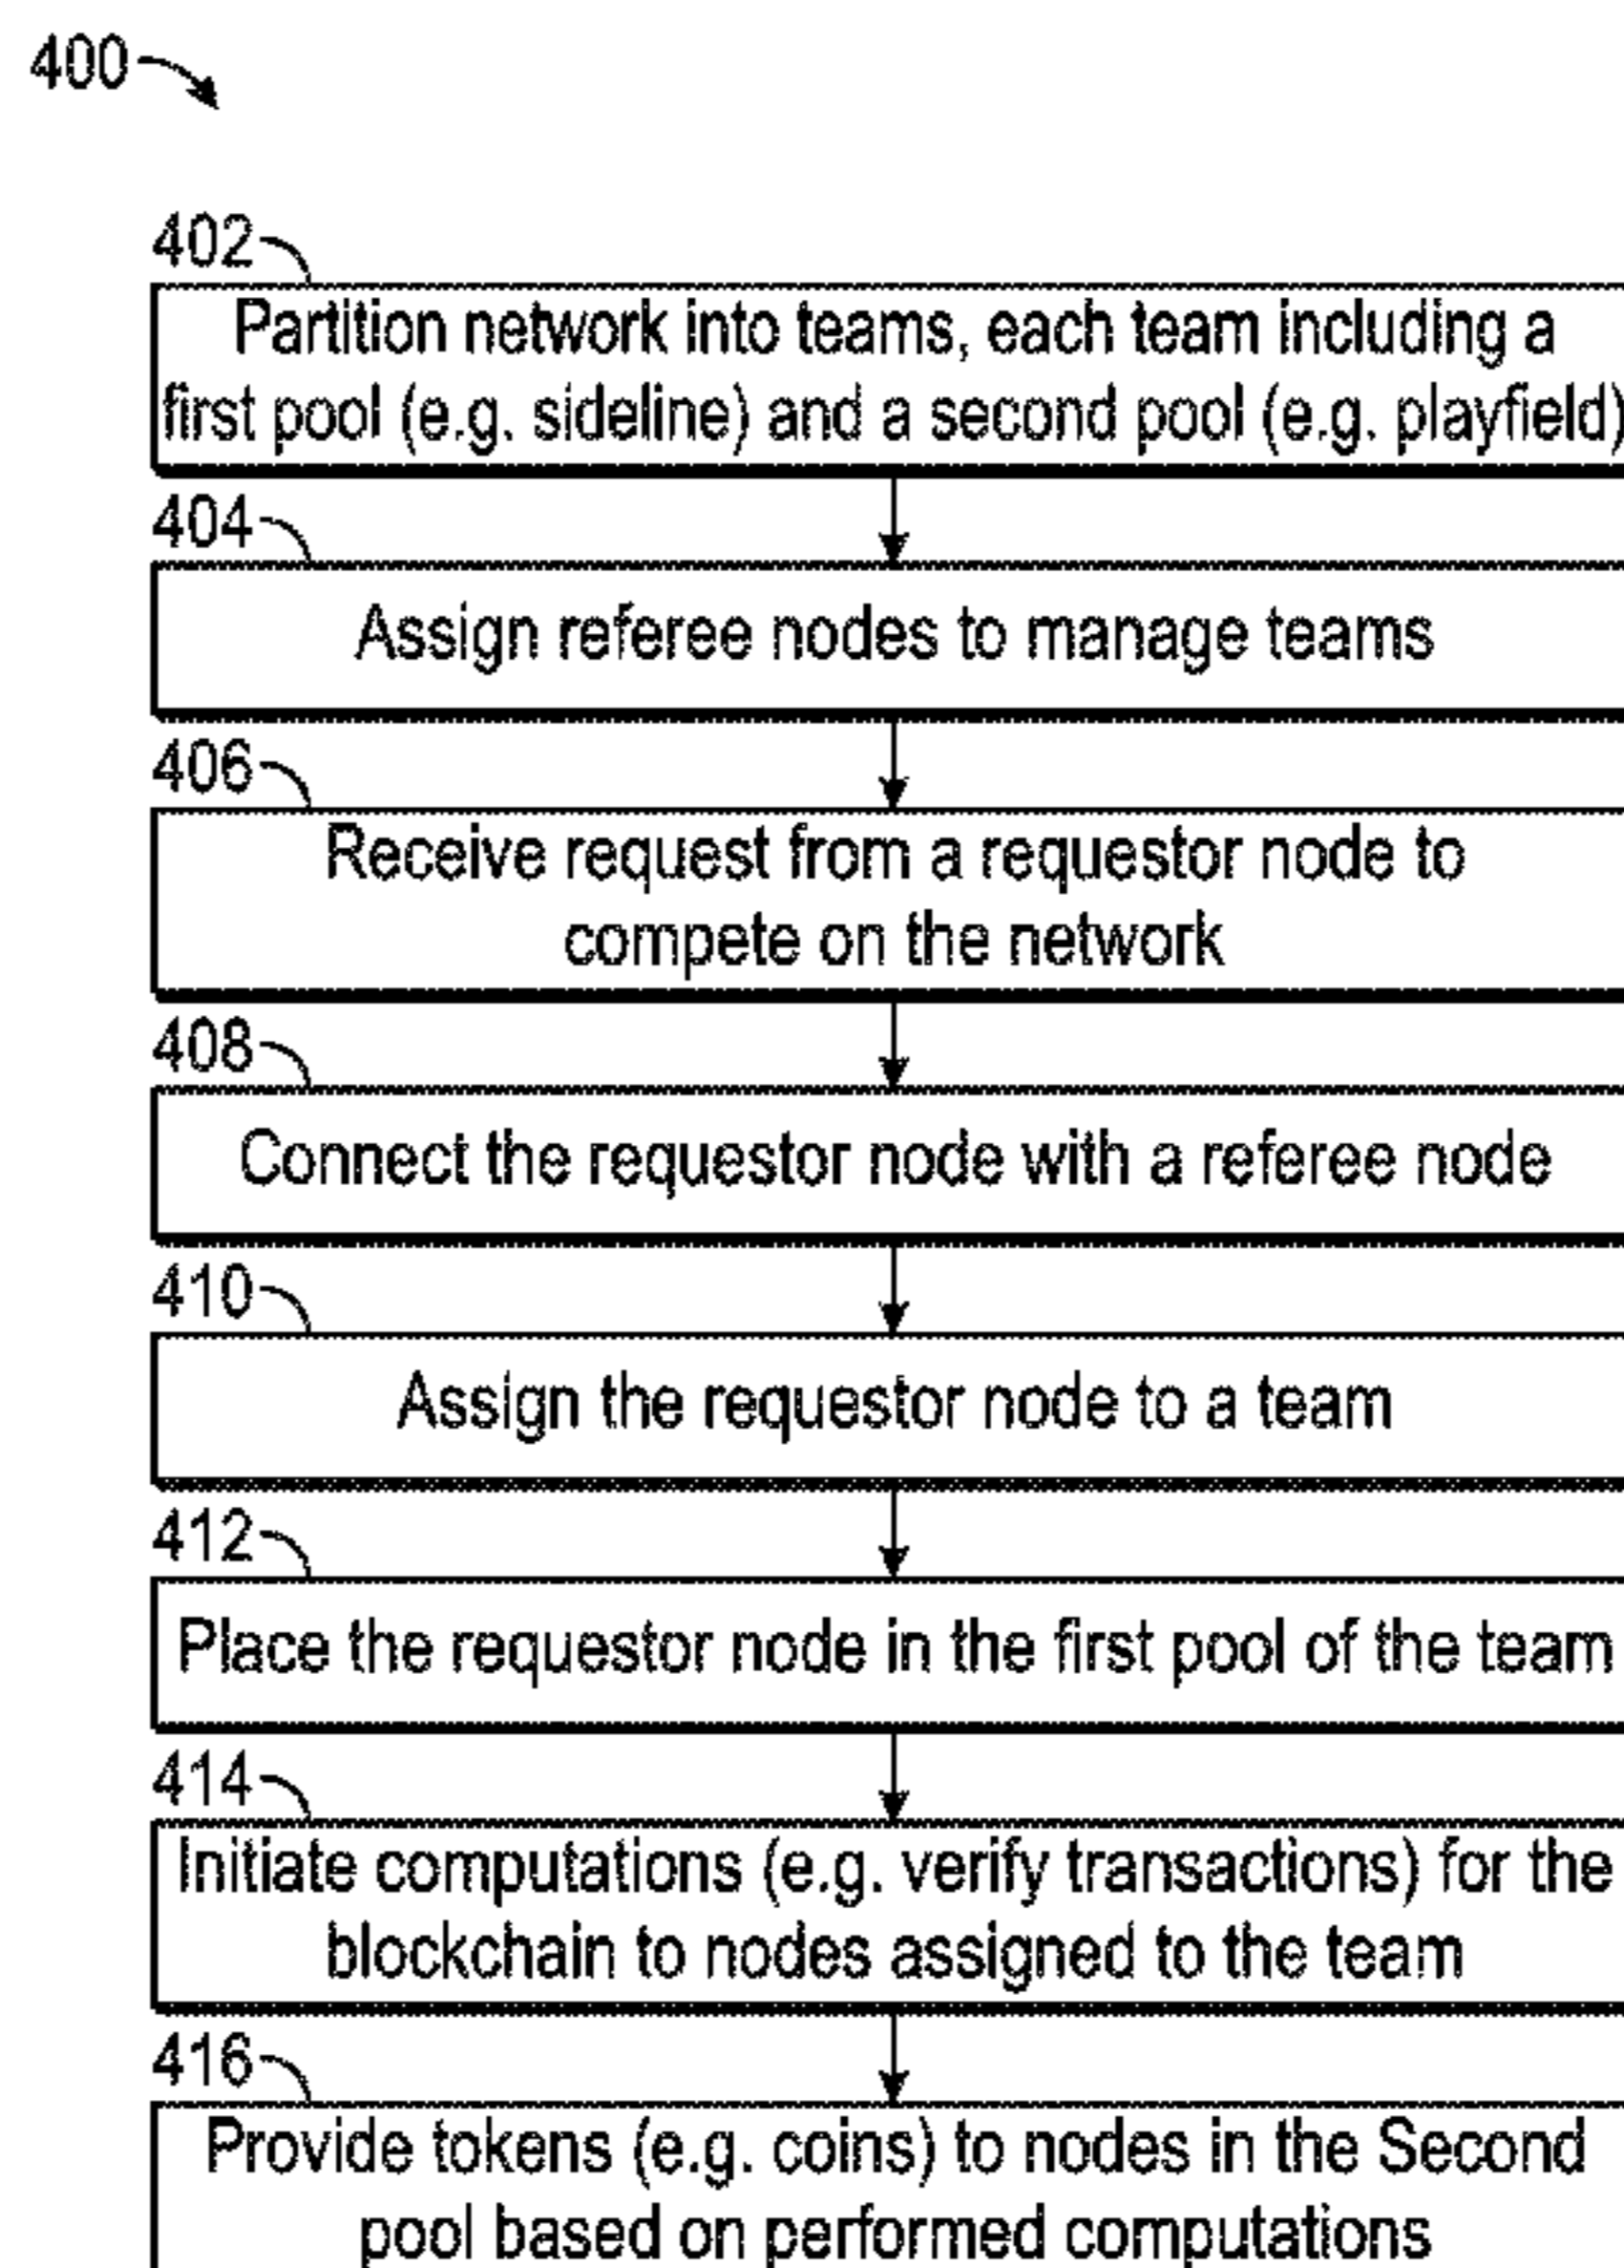 400
402
Partition network into teams, each team including a
first pool (e.g. sideline) and a second pool (e.g. playfield)
404
Assign referee nodes to manage teams
406
Receive request from a requestor node to
compete on the network
408
Connect the requestor node with a referee node
410
Assign the requestor node to a team
412
Place the requestor node in the first pool of the team
414
Initiate computations (e.g. verify transactions) for the
blockchain to nodes assigned to the team
416
Provide tokens (e.g. coins) to nodes in the Second
pool based on performed computations